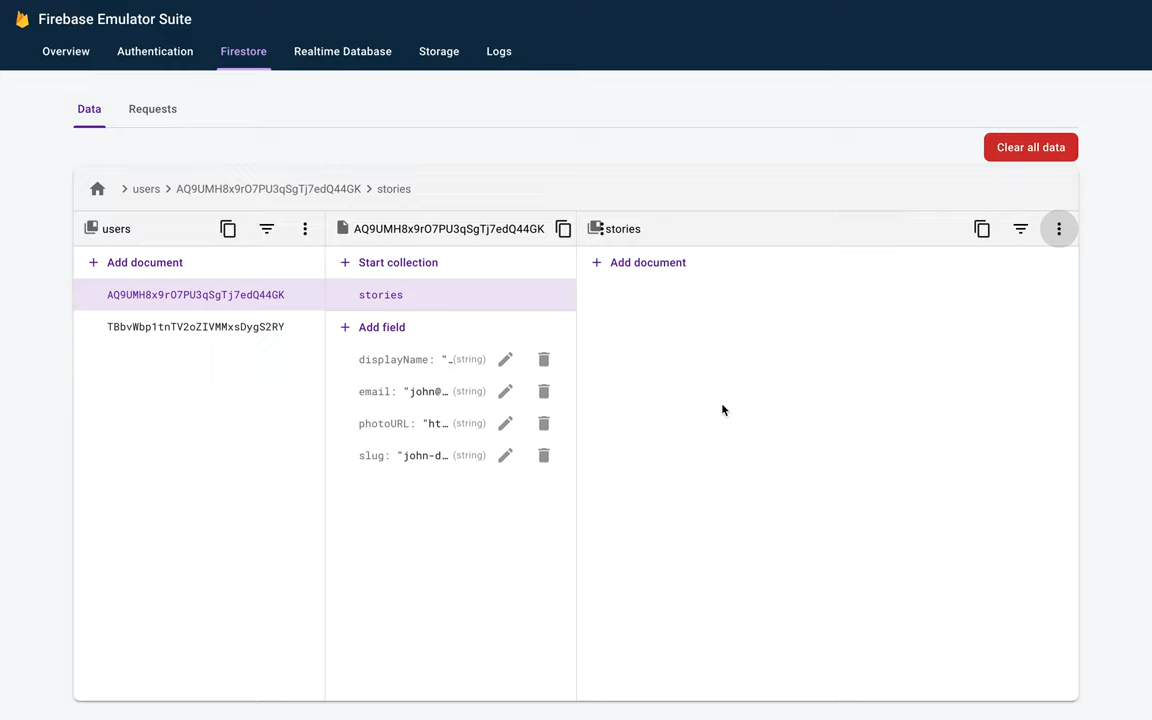 Firebase Emulator Suite
Overview Authentication Firestore Realtime Database Storage Logs
Data Requests
Clear all data
users AQ9UMH8x9rO7PU3qSgTj7edQ44GK stories
users AQ9UMH8x9rO7PU3qSgTj7edQ44GK stories
+ Add document + Start collection + Add document
AQ9UMH8x9rO7PU3qSgTj7edQ44GK stories
TBbvWbp1tnTV2oZIVMMxsDygS2RY + Add field
displayName: "… (string)
email: "john@… (string)
photoURL: "ht… (string)
slug: "john-d… (string)